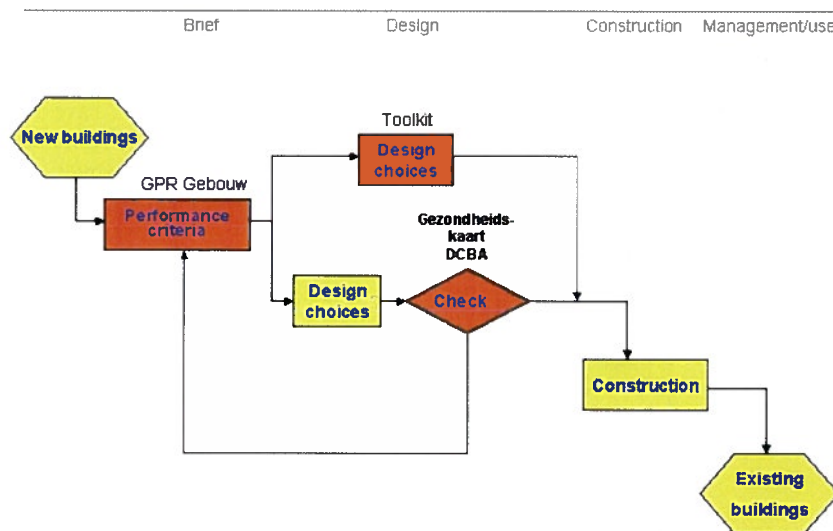 Brief Design Construction Management/use
New buildings
Toolkit
Design
choices
GPR Gebouw
Performance
criteria
Gezondheids-
kaart
DCBA
Design
choices
Check
Construction
Existing
buildings